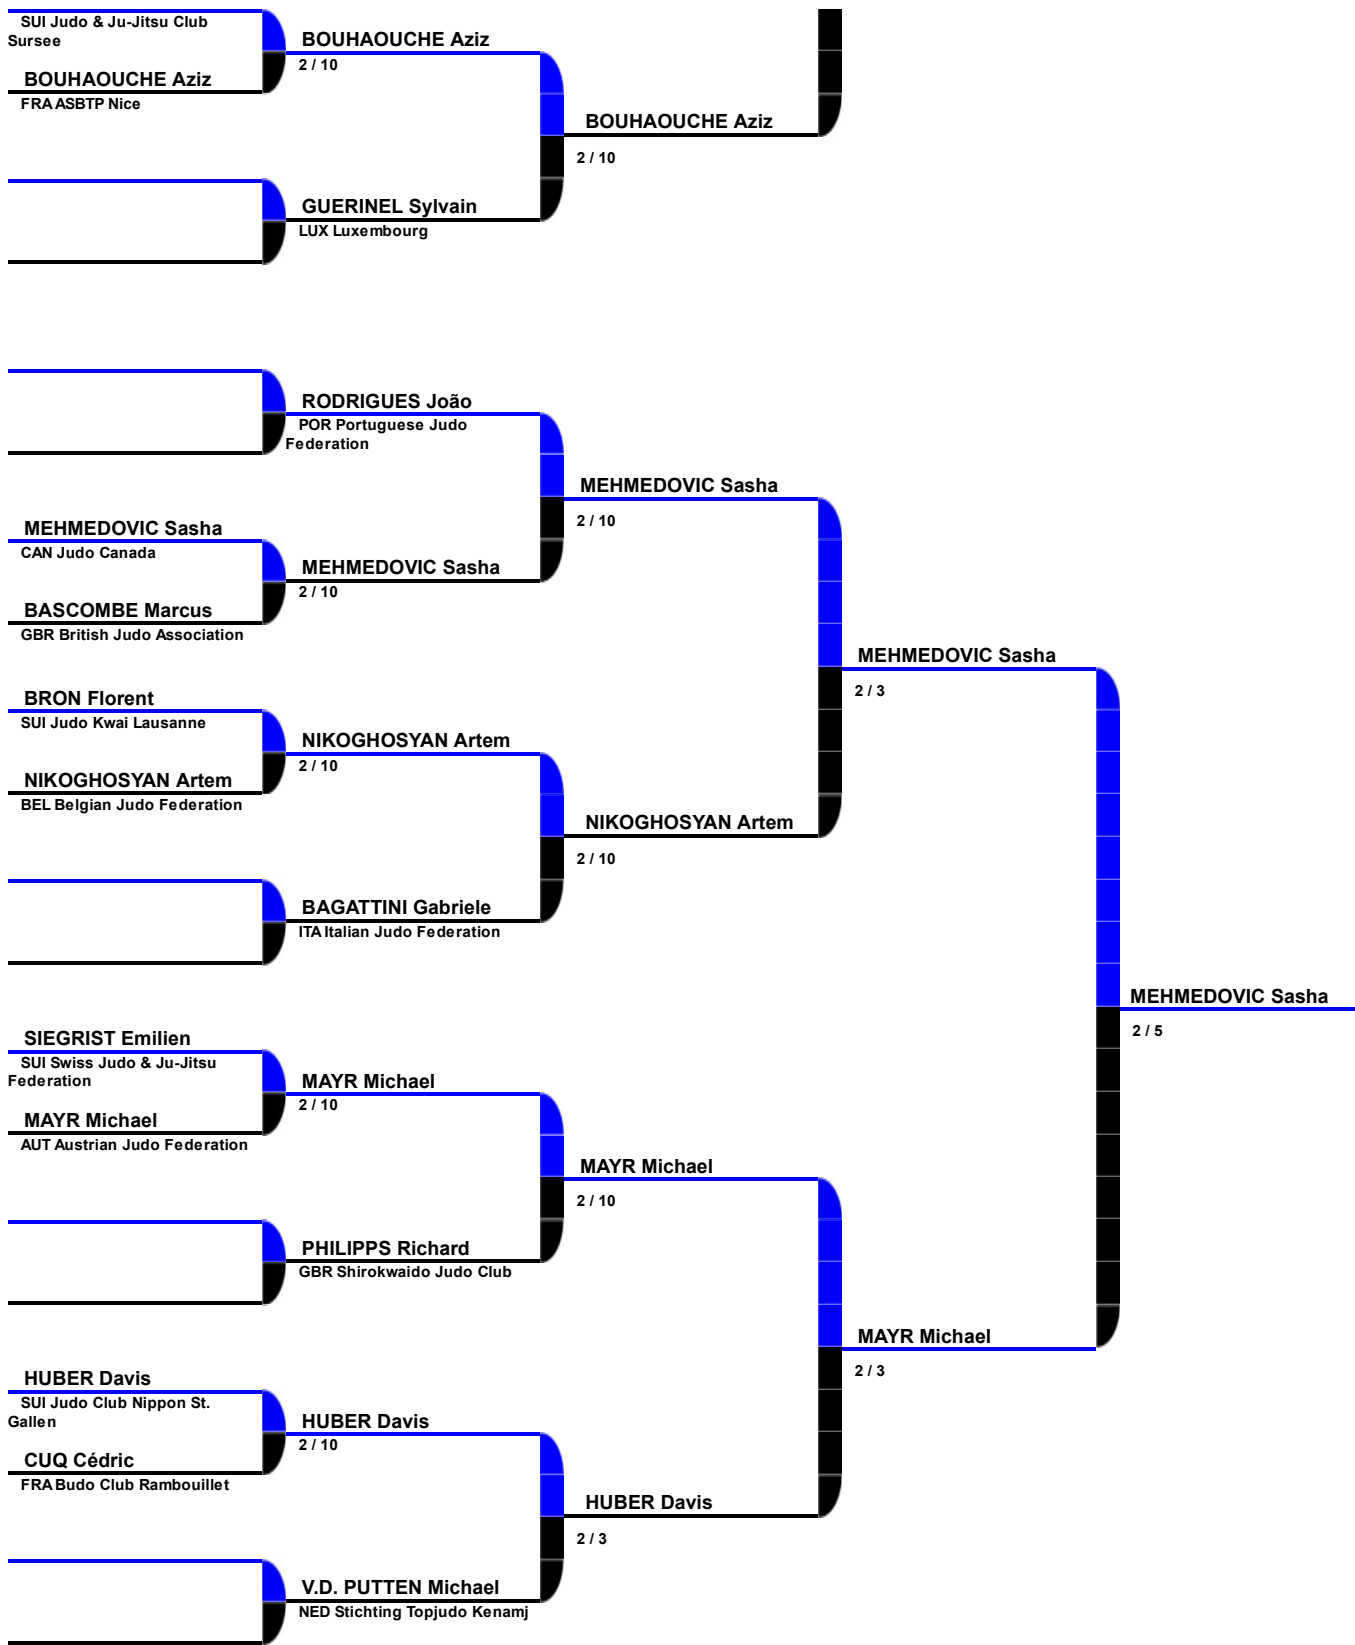 SUI Judo & Ju-Jitsu Club
Sursee
BOUHAOUCHE Aziz
2 / 10
BOUHAOUCHE Aziz
FRA ASBTP Nice
BOUHAOUCHE Aziz
2 / 10
GUERINEL Sylvain
LUX Luxembourg
RODRIGUES João
POR Portuguese Judo
Federation
MEHMEDOVIC Sasha
2 / 10
MEHMEDOVIC Sasha
CAN Judo Canada
MEHMEDOVIC Sasha
2 / 10
BASCOMBE Marcus
GBR British Judo Association
MEHMEDOVIC Sasha
2 / 3
BRON Florent
SUI Judo Kwai Lausanne
NIKOGHOSYAN Artem
2 / 10
NIKOGHOSYAN Artem
BEL Belgian Judo Federation
NIKOGHOSYAN Artem
2 / 10
BAGATTINI Gabriele
ITA Italian Judo Federation
MEHMEDOVIC Sasha
2 / 5
SIEGRIST Emilien
SUI Swiss Judo & Ju-Jitsu
Federation
MAYR Michael
2 / 10
MAYR Michael
AUT Austrian Judo Federation
MAYR Michael
2 / 10
PHILIPPS Richard
GBR Shirokwaido Judo Club
MAYR Michael
2 / 3
HUBER Davis
SUI Judo Club Nippon St.
Gallen
HUBER Davis
2 / 10
CUQ Cédric
FRA Budo Club Rambouillet
HUBER Davis
2 / 3
V.D. PUTTEN Michael
NED Stichting Topjudo Kenamj